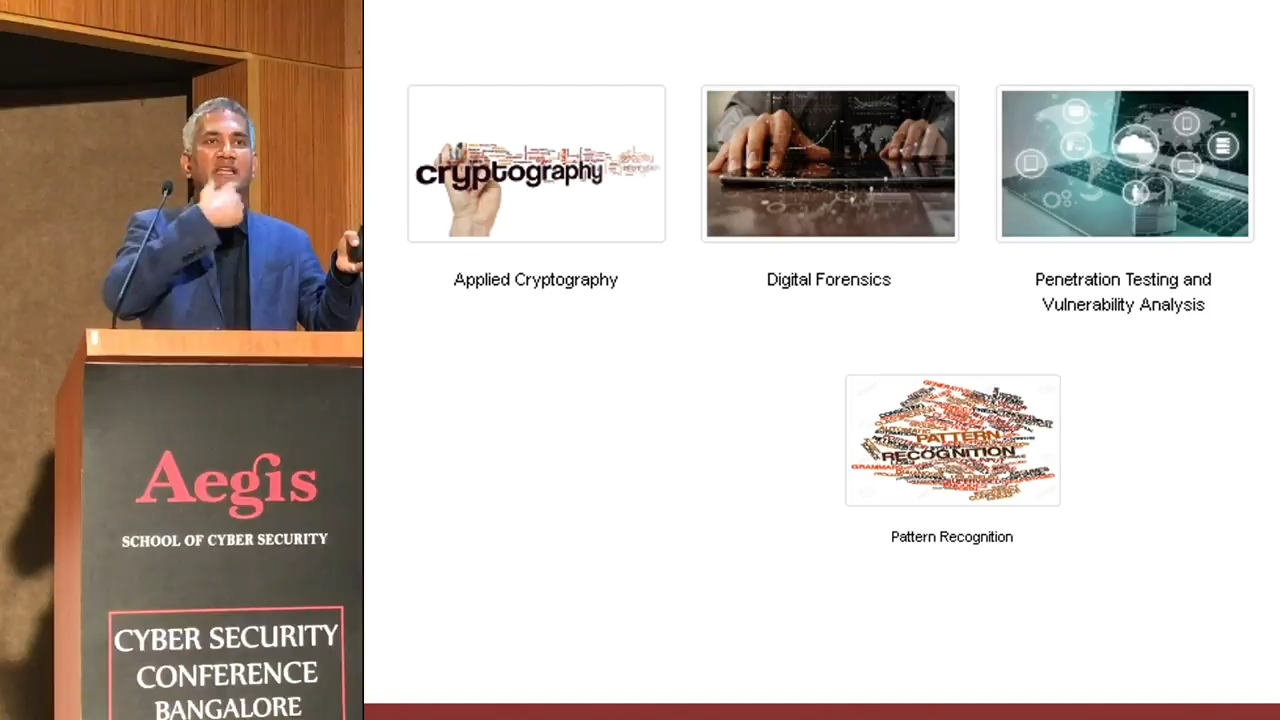 Aegis
SCHOOL OF CYBER SECURITY
CYBER SECURITY
CONFERENCE
BANGALORE
cryptography
Applied Cryptography
Digital Forensics
Penetration Testing and
Vulnerability Analysis
PATTERN
RECOGNITION
Pattern Recognition